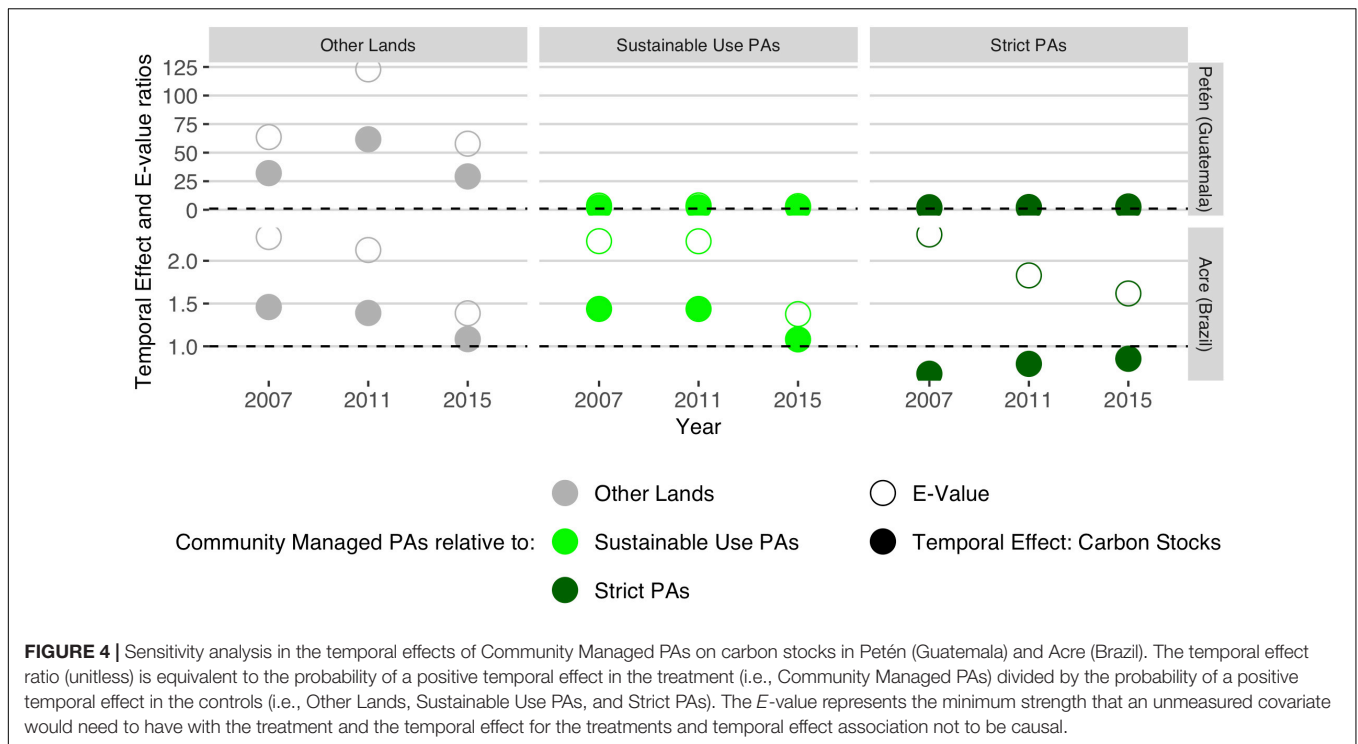 Other Lands
Sustainable Use PAs
Strict PAs
Temporal Effect and E-value ratios
125
100
75
50
25
0
Petén (Guatemala)
2.0
1.5
1.0
Acre (Brazil)
2007 2011 2015 2007 2011 2015 2007 2011 2015
Year
Community Managed PAs relative to:
Other Lands
Sustainable Use PAs
Strict PAs
E-Value
Temporal Effect: Carbon Stocks
FIGURE 4 | Sensitivity analysis in the temporal effects of Community Managed PAs on carbon stocks in Petén (Guatemala) and Acre (Brazil). The temporal effect
ratio (unitless) is equivalent to the probability of a positive temporal effect in the treatment (i.e., Community Managed PAs) divided by the probability of a positive
temporal effect in the controls (i.e., Other Lands, Sustainable Use PAs, and Strict PAs). The E-value represents the minimum strength that an unmeasured covariate
would need to have with the treatment and the temporal effect for the treatments and temporal effect association not to be causal.